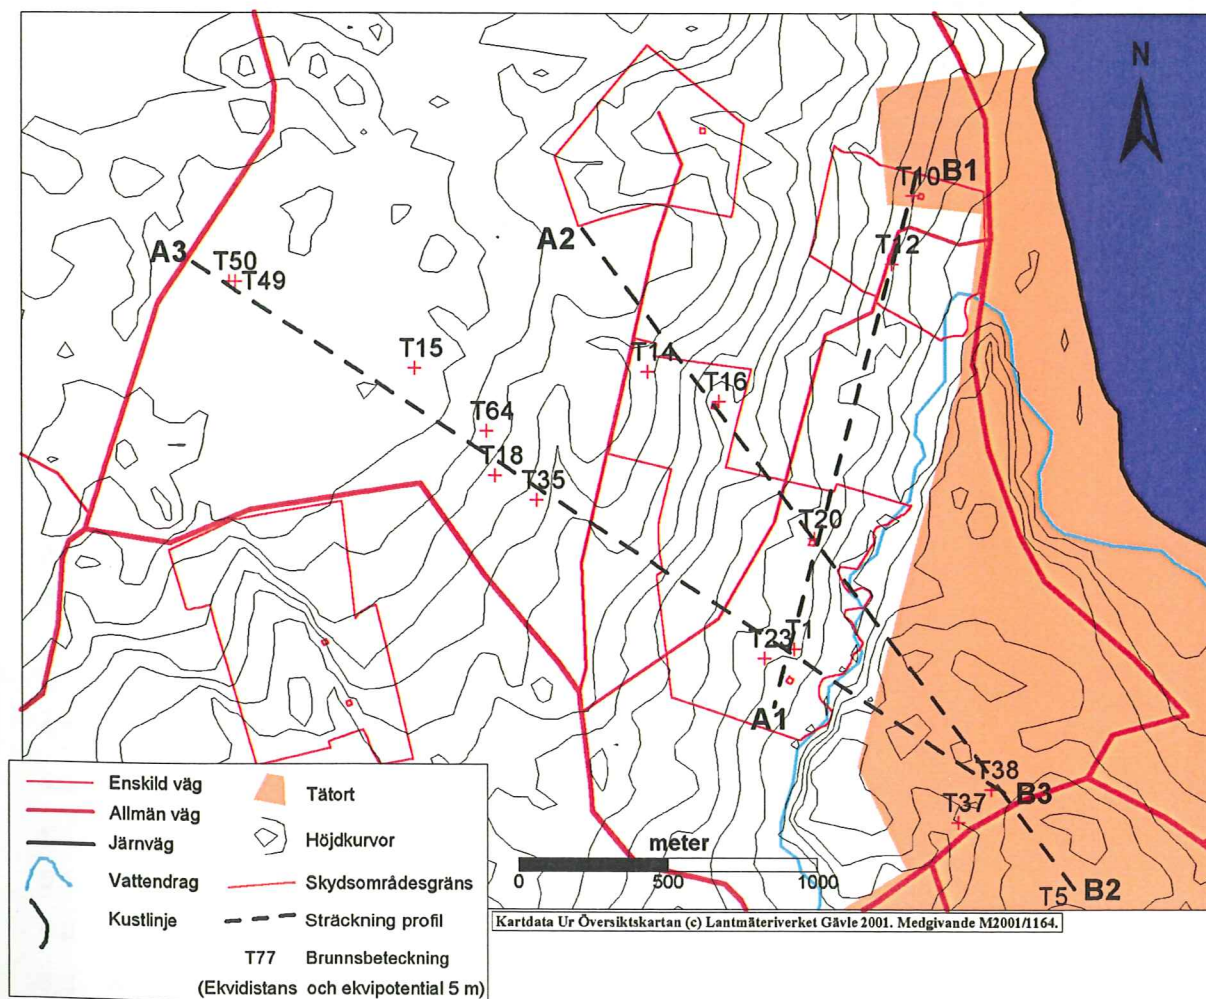 N
T10 B1
A2
A3
T12
T50
T49
T15
T14
T16
T64
T18
T35
T20
T1
T23
A1
T38
B3
T37
T5
B2
meter
0 500 1000
Kartdata Ur Översiktskartan (c) Lantmäteriverket Gävle 2001. Medgivande M2001/1164.
Enskild väg
Allmän väg
Järnväg
Vattendrag
Kustlinje
Tätort
Höjdkurvor
Skydsområdesgräns
Sträckning profil
T77 Brunnsbeteckning
(Ekvidistans och ekvipotential 5 m)